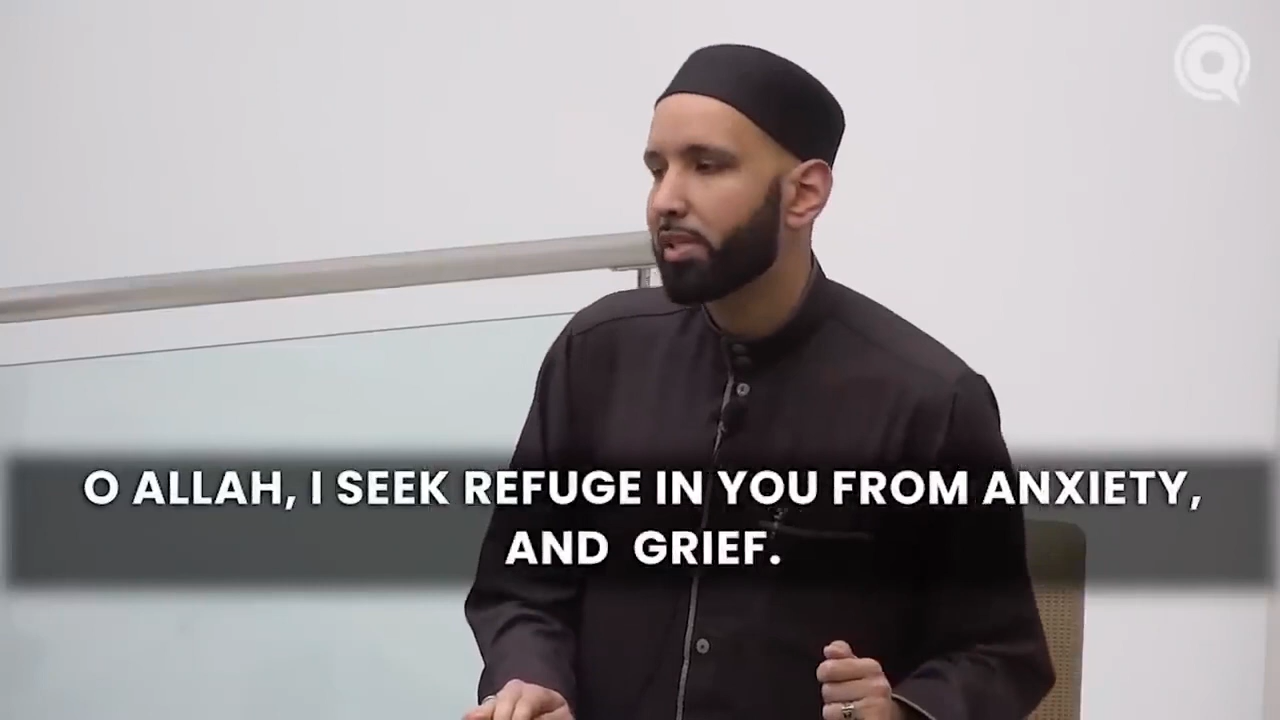 O ALLAH, I SEEK REFUGE IN YOU FROM ANXIETY,
AND GRIEF.